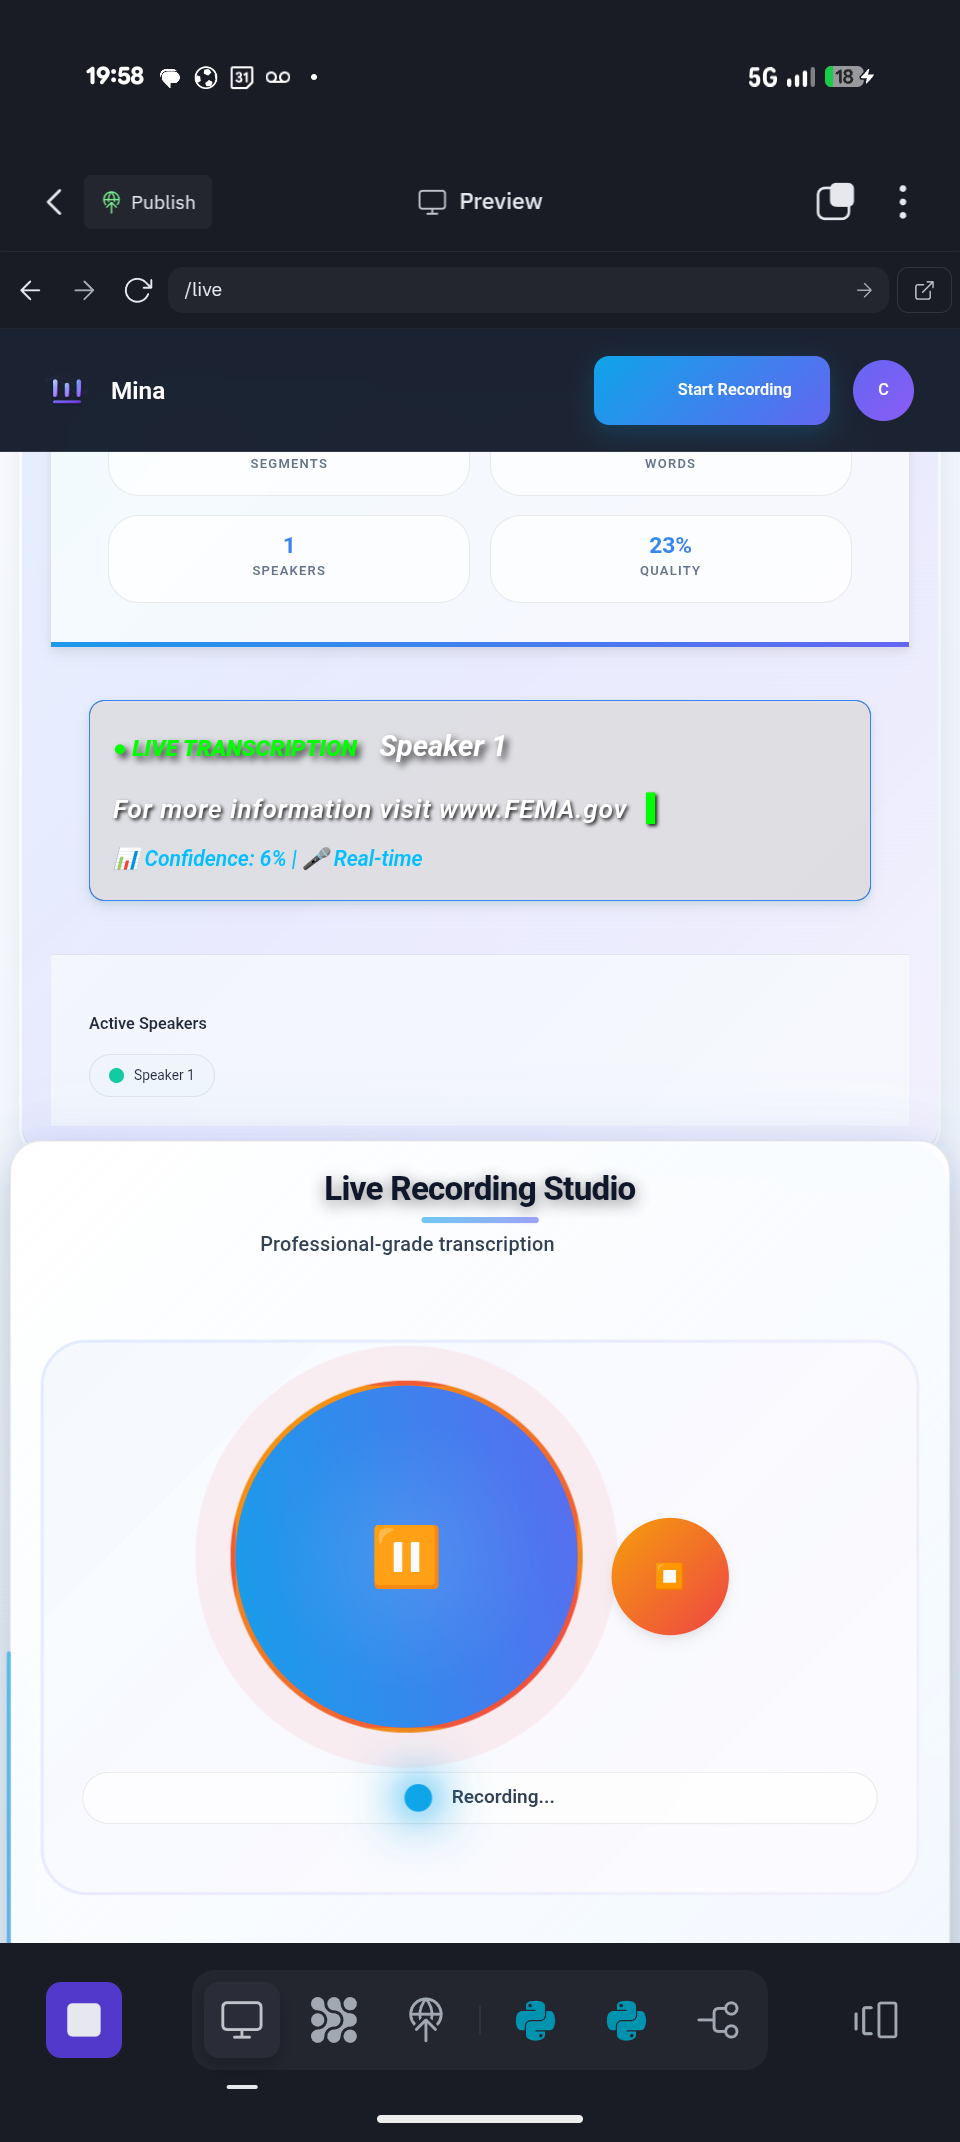 19:58
31
5G
18
Publish
Preview
/live
Mina
Start Recording
C
SEGMENTS
WORDS
1
SPEAKERS
23%
QUALITY
● LIVE TRANSCRIPTION Speaker 1
For more information visit www.FEMA.gov
📊 Confidence: 6% | 🎤 Real-time
Active Speakers
Speaker 1
Live Recording Studio
Professional-grade transcription
Recording...